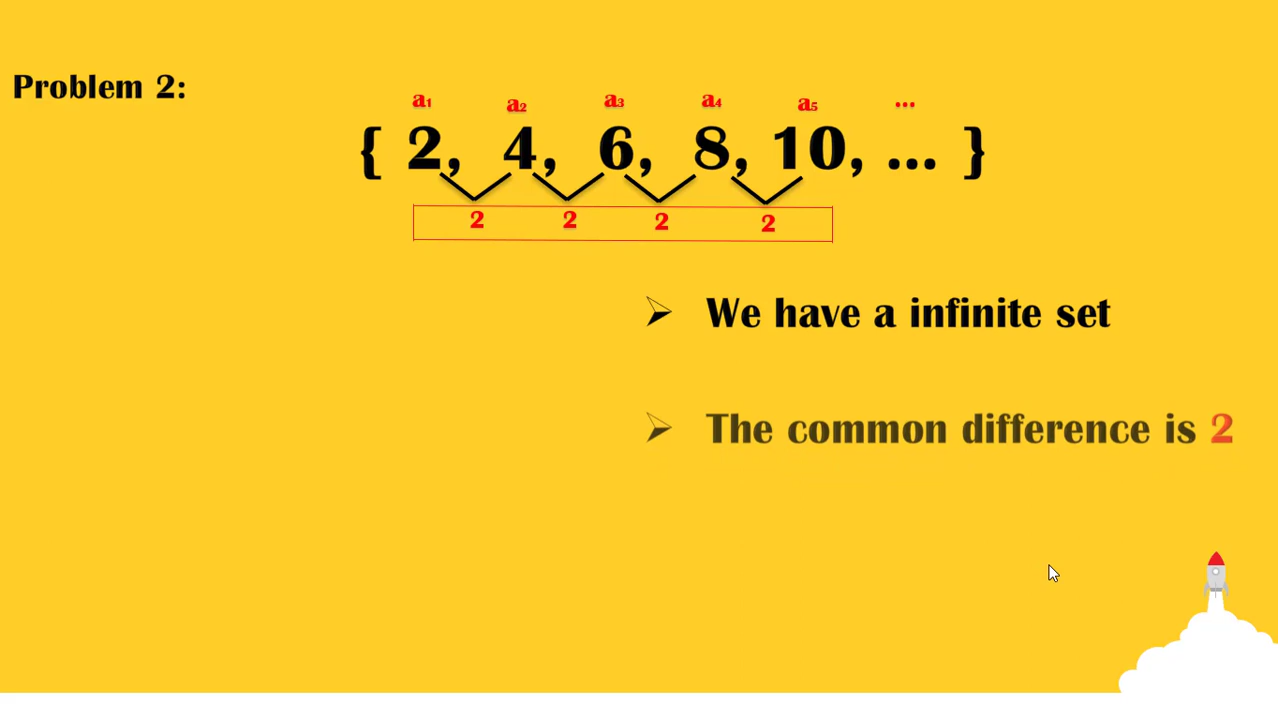 Problem 2:
a1 a2 a3 a4 a5 ...
{ 2, 4, 6, 8, 10, ... }
2 2 2 2
➢ We have a infinite set
➢ The common difference is 2